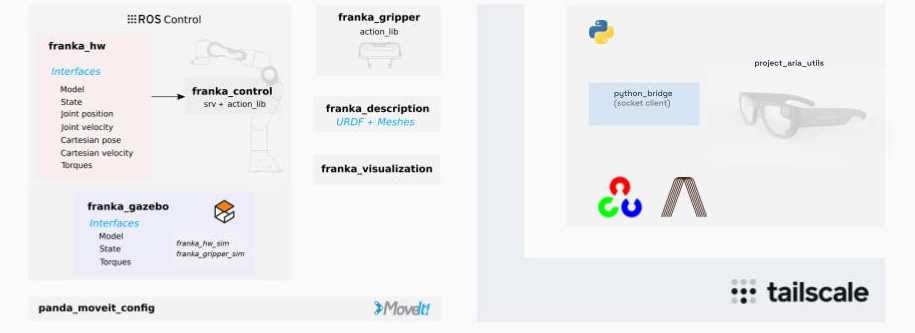 ROS Control
franka_hw
Interfaces
Model
State
Joint position
Joint velocity
Cartesian pose
Cartesian velocity
Torques
franka_control
srv + action_lib
franka_gazebo
Interfaces
Model
State
Torques
franka_hw_sim
franka_gripper_sim
franka_gripper
action_lib
franka_description
URDF + Meshes
franka_visualization
panda_moveit_config
MoveIt!
project_aria_utils
python_bridge
(socket client)
tailscale